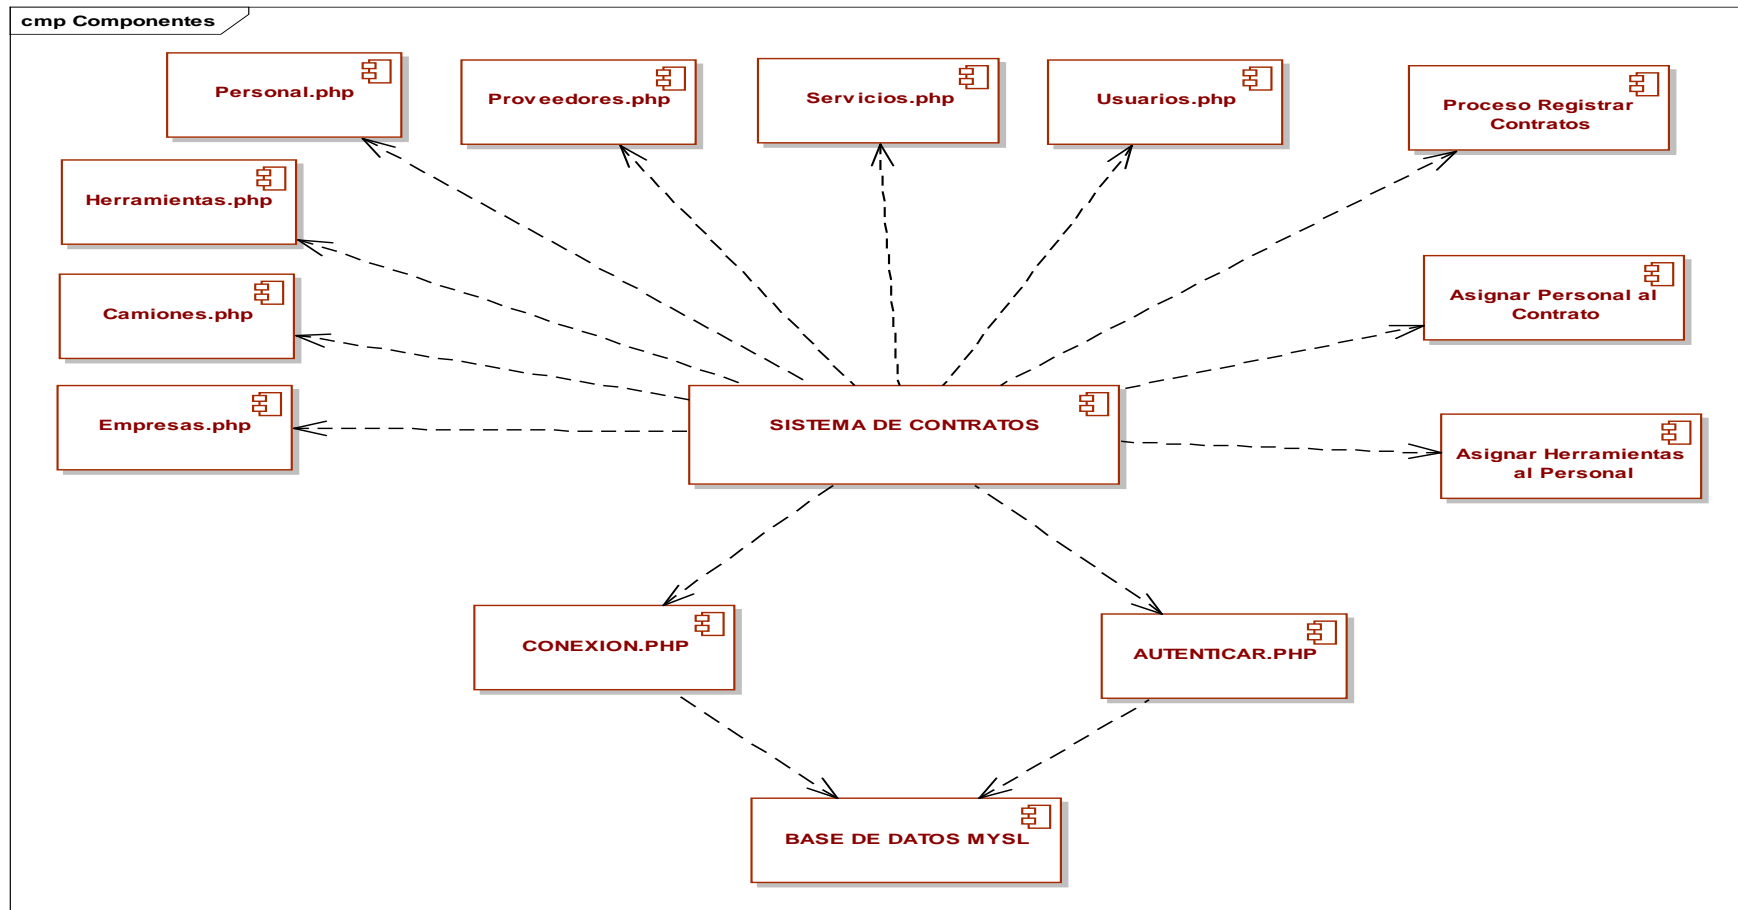 cmp Componentes
Personal.php
Proveedores.php
Servicios.php
Usuarios.php
Proceso Registrar
Contratos
Herramientas.php
Asignar Personal al
Contrato
Camiones.php
Empresas.php
SISTEMA DE CONTRATOS
Asignar Herramientas
al Personal
CONEXION.PHP
AUTENTICAR.PHP
BASE DE DATOS MYSL